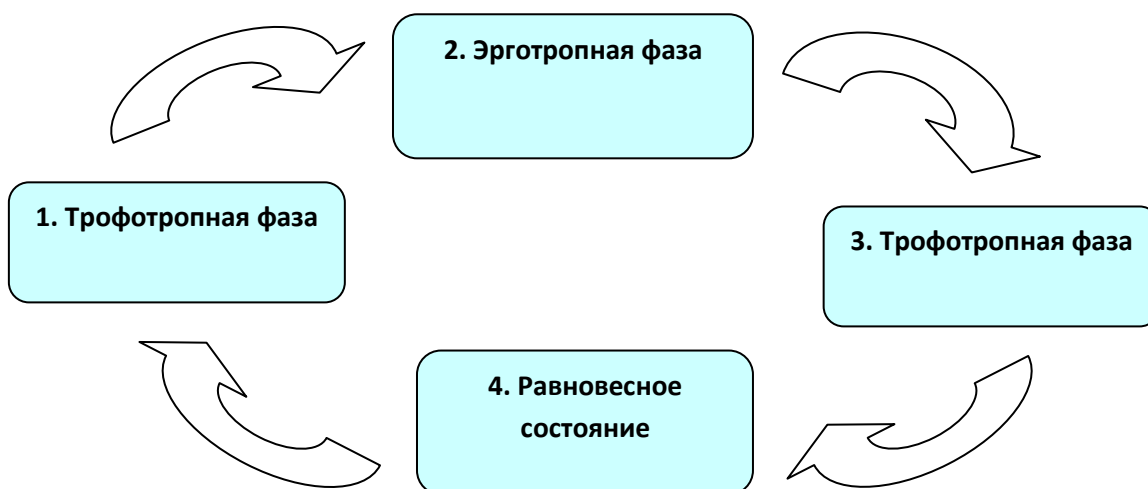 2. Эрготропная фаза
1. Трофотропная фаза
3. Трофотропная фаза
4. Равновесное
состояние